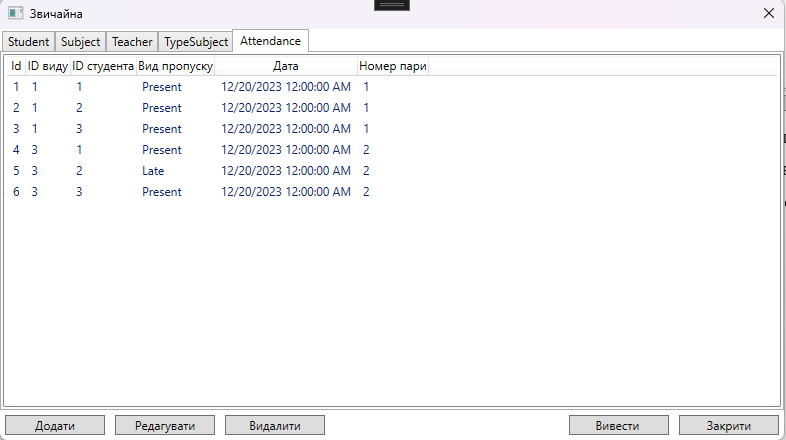 Звичайна
Student Subject Teacher TypeSubject Attendance
Id ID виду ID студента Вид пропуску Дата Номер пари
1 1 1 Present 12/20/2023 12:00:00 AM 1
2 1 2 Present 12/20/2023 12:00:00 AM 1
3 1 3 Present 12/20/2023 12:00:00 AM 1
4 3 1 Present 12/20/2023 12:00:00 AM 2
5 3 2 Late 12/20/2023 12:00:00 AM 2
6 3 3 Present 12/20/2023 12:00:00 AM 2
Додати Редагувати Видалити Вивести Закрити